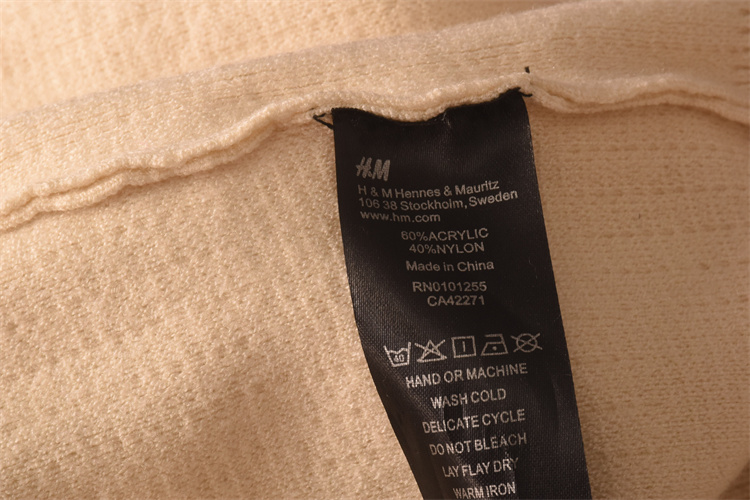 H&M
H & M Hennes & Mauritz
106 38 Stockholm, Sweden
www.hm.com
60%ACRYLIC
40%NYLON
Made in China
RN0101255
CA42271
40
HAND OR MACHINE
WASH COLD
DELICATE CYCLE
DO NOT BLEACH
LAY FLAY DRY
WARM IRON